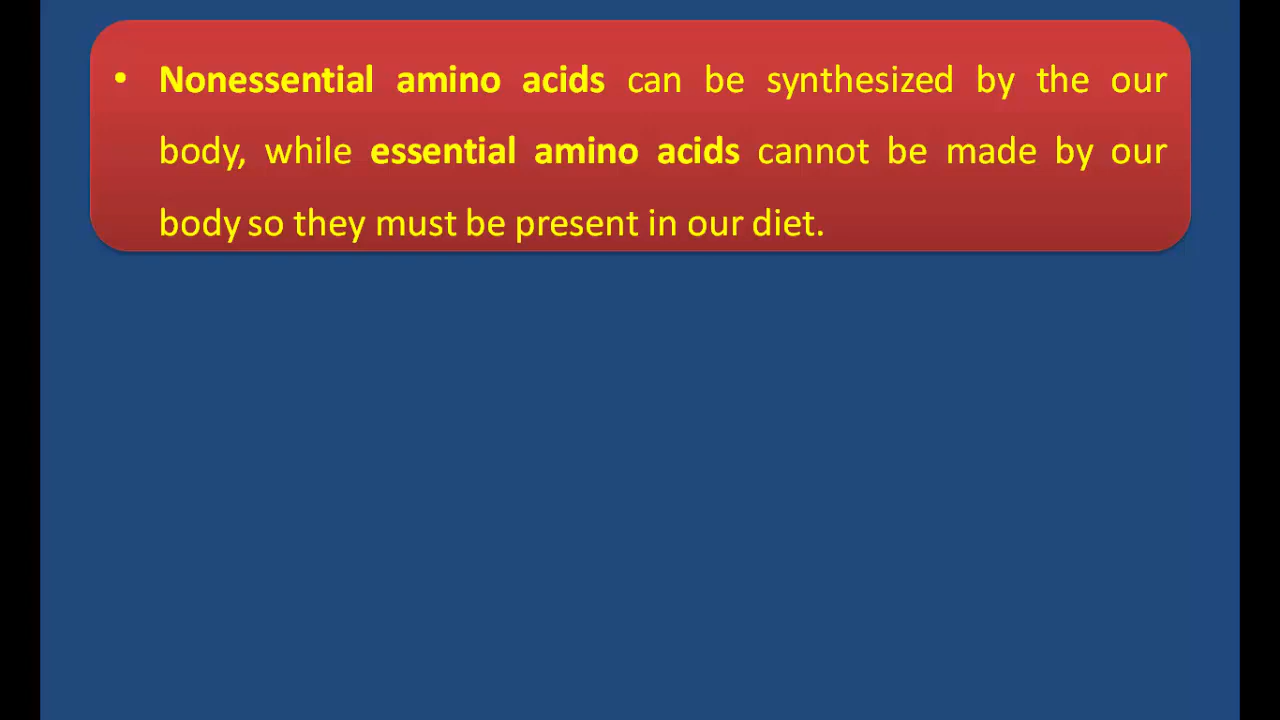 • Nonessential amino acids can be synthesized by the our
body, while essential amino acids cannot be made by our
body so they must be present in our diet.